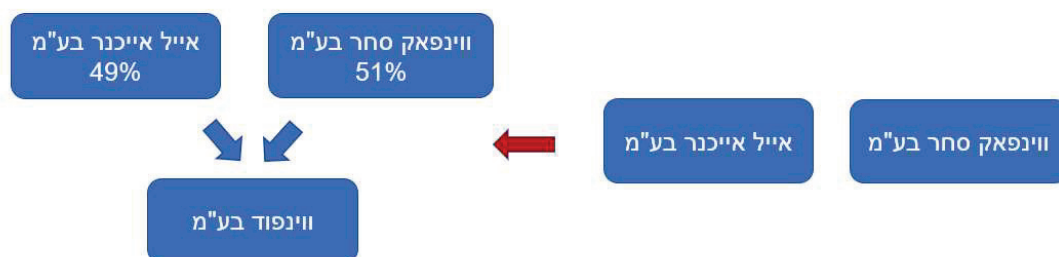 ווינפאק סחר בע"מ
אייל אייכנר בע"מ
ווינפאק סחר בע"מ
51%
אייל אייכנר בע"מ
49%
ווינפוד בע"מ